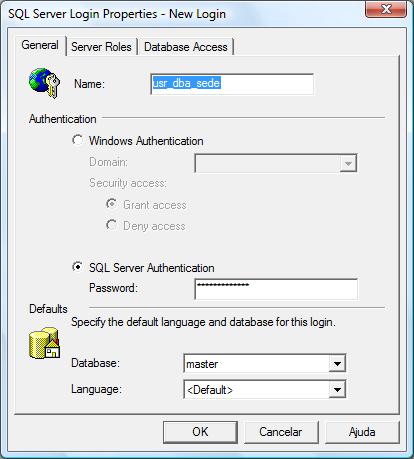 SQL Server Login Properties - New Login
General Server Roles Database Access
Name: usr_dba_sede
Authentication
Windows Authentication
Domain:
Security access:
Grant access
Deny access
SQL Server Authentication
Password: *************
Defaults
Specify the default language and database for this login.
Database: master
Language: <Default>
OK Cancelar Ajuda